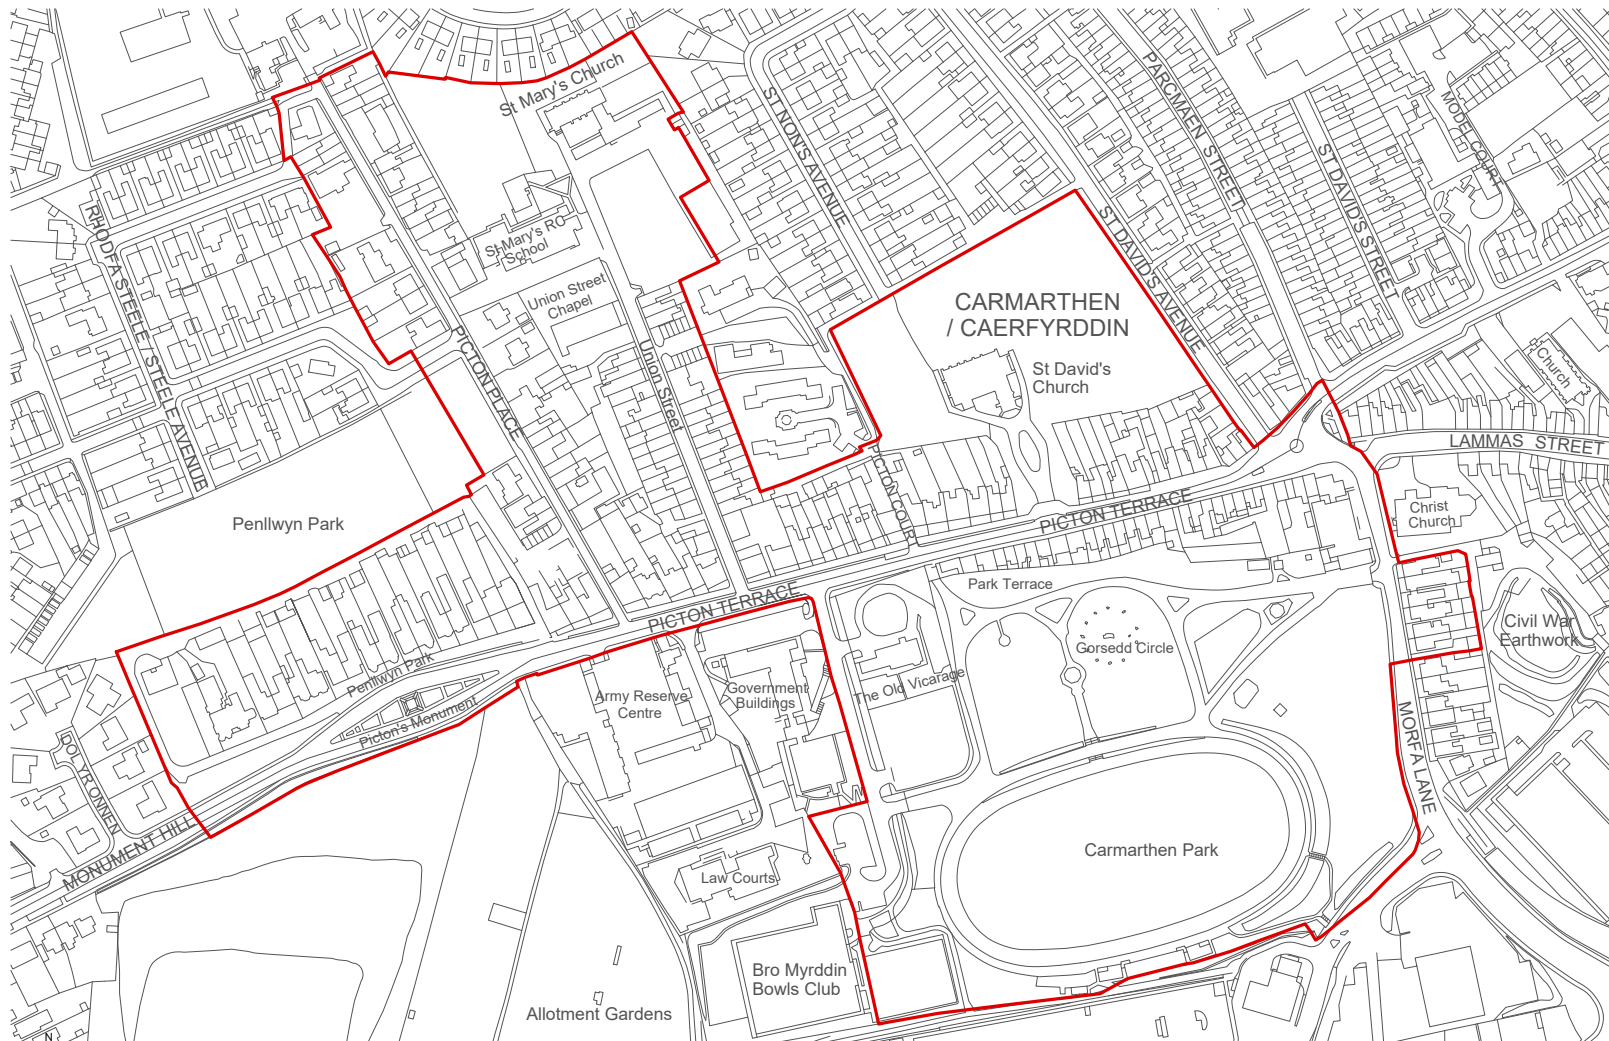 St Mary's Church
ST NON'S AVENUE
PARCMAEN STREET
MODEL COURT
ST DAVID'S STREET
RHODFA STEELE STEELE AVENUE
St Mary's RC
School
Union Street
Chapel
ST DAVID'S AVENUE
CARMARTHEN
/ CAERFYRDDIN
PICTON PLACE
Union Street
St David's
Church
Church
LAMMAS STREET
Penllwyn Park
PICTON COURT
PICTON TERRACE
Christ
Church
Park Terrace
PICTON TERRACE
Civil War
Earthwork
Gorsedd Circle
Penllwyn Park
Picton's Monument
Army Reserve
Centre
Government
Buildings
The Old Vicarage
DOLYRONNEN
MORFA LANE
MONUMENT HILL
Law Courts
Carmarthen Park
Bro Myrddin
Bowls Club
Allotment Gardens
N